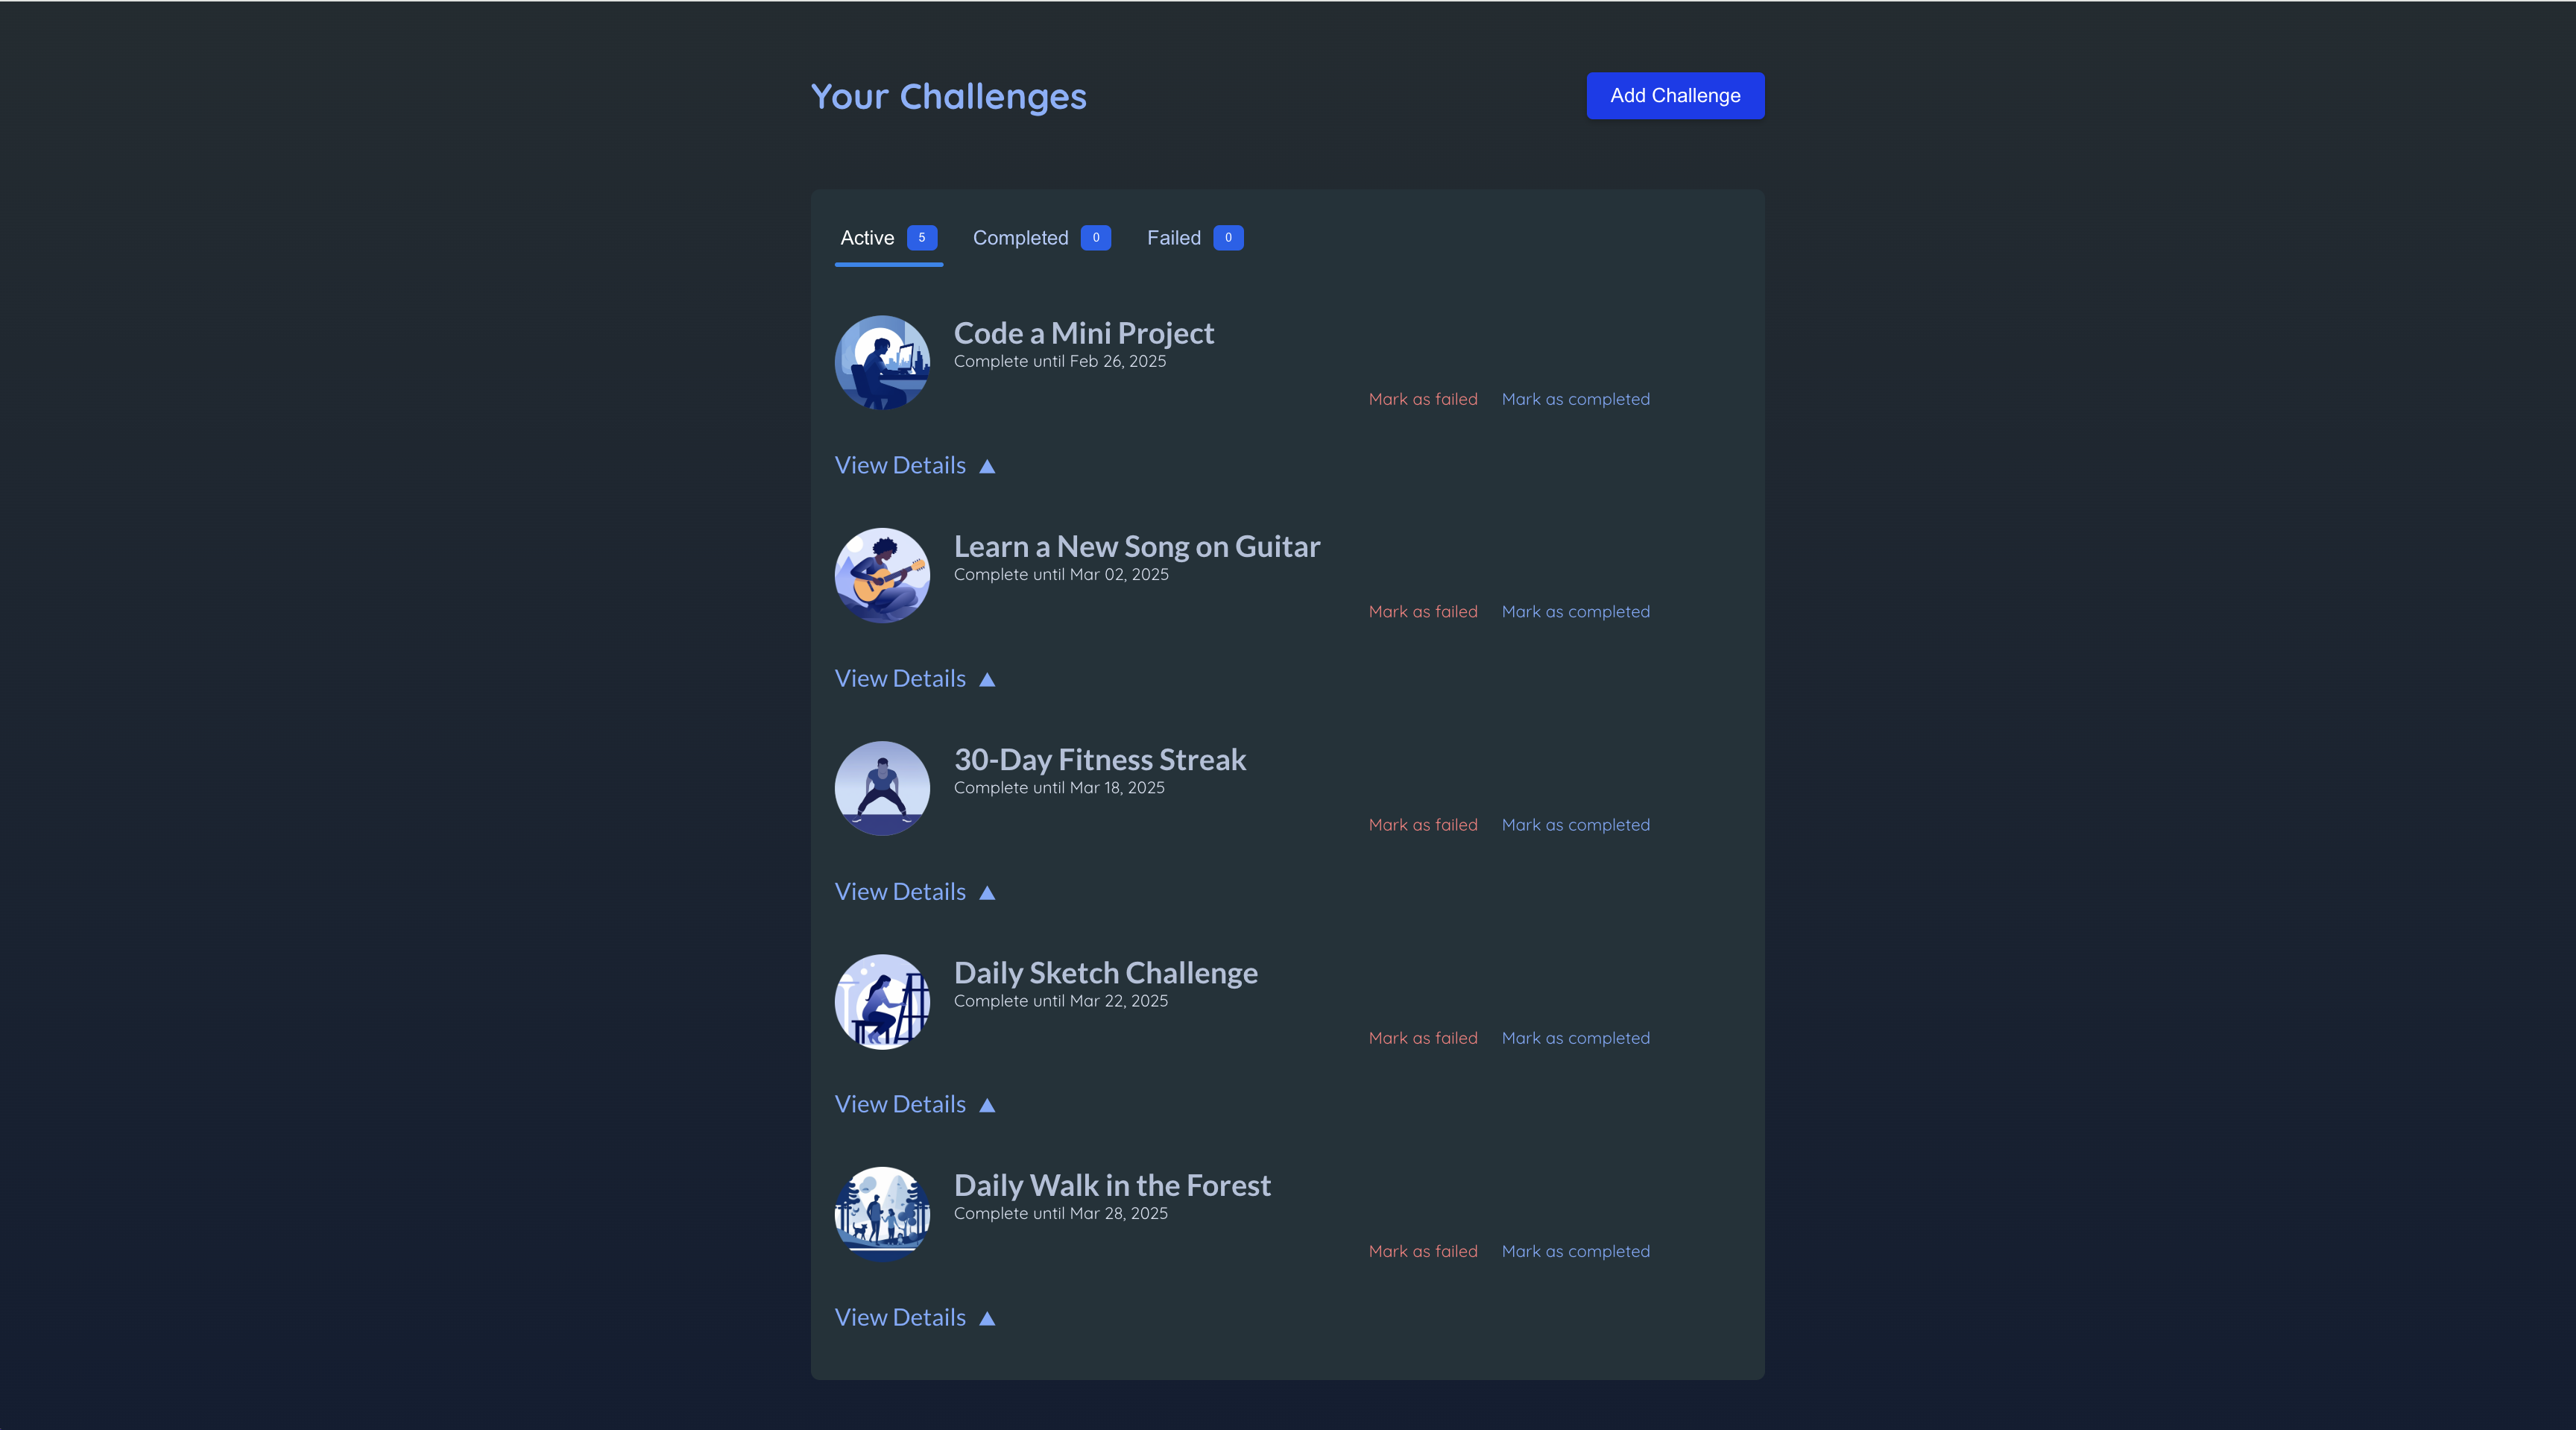 Your Challenges
Add Challenge
Active 5 Completed 0 Failed 0
Code a Mini Project
Complete until Feb 26, 2025
Mark as failed Mark as completed
View Details ▲
Learn a New Song on Guitar
Complete until Mar 02, 2025
Mark as failed Mark as completed
View Details ▲
30-Day Fitness Streak
Complete until Mar 18, 2025
Mark as failed Mark as completed
View Details ▲
Daily Sketch Challenge
Complete until Mar 22, 2025
Mark as failed Mark as completed
View Details ▲
Daily Walk in the Forest
Complete until Mar 28, 2025
Mark as failed Mark as completed
View Details ▲